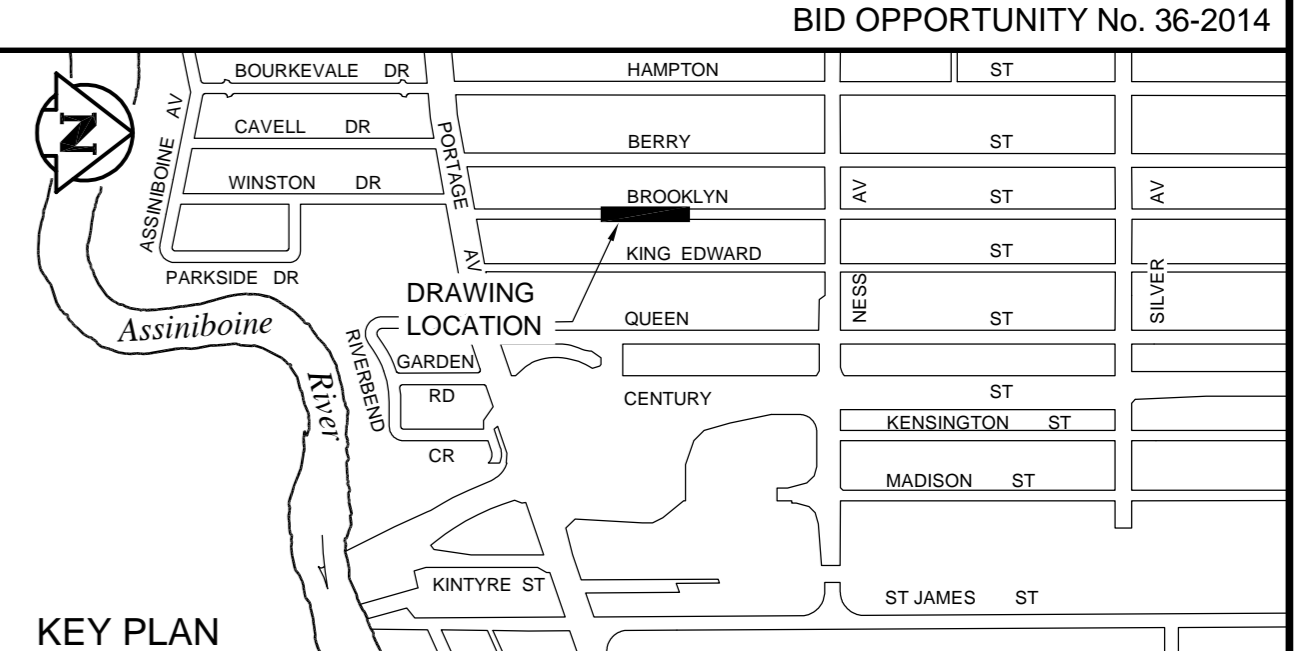 BID OPPORTUNITY No. 36-2014
BOURKEVALE DR
HAMPTON ST
N
ASSINIBOINE AV
CAVELL DR
PORTAGE AV
BERRY ST
WINSTON DR
BROOKLYN ST
NESS AV
SILVER AV
PARKSIDE DR
KING EDWARD ST
DRAWING
LOCATION
Assiniboine River
QUEEN ST
RIVERBEND CR
GARDEN RD
CENTURY ST
KENSINGTON ST
MADISON ST
KINTYRE ST
ST JAMES ST
KEY PLAN